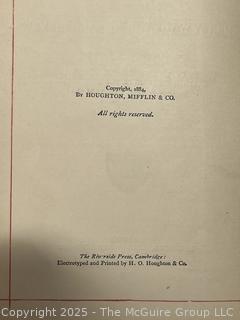 Copyright, 1884,
By HOUGHTON, MIFFLIN & CO.
All rights reserved.
The Riverside Press, Cambridge:
Electrotyped and Printed by H. O. Houghton & Co.
Copyright 2025 - The McGuire Group LLC